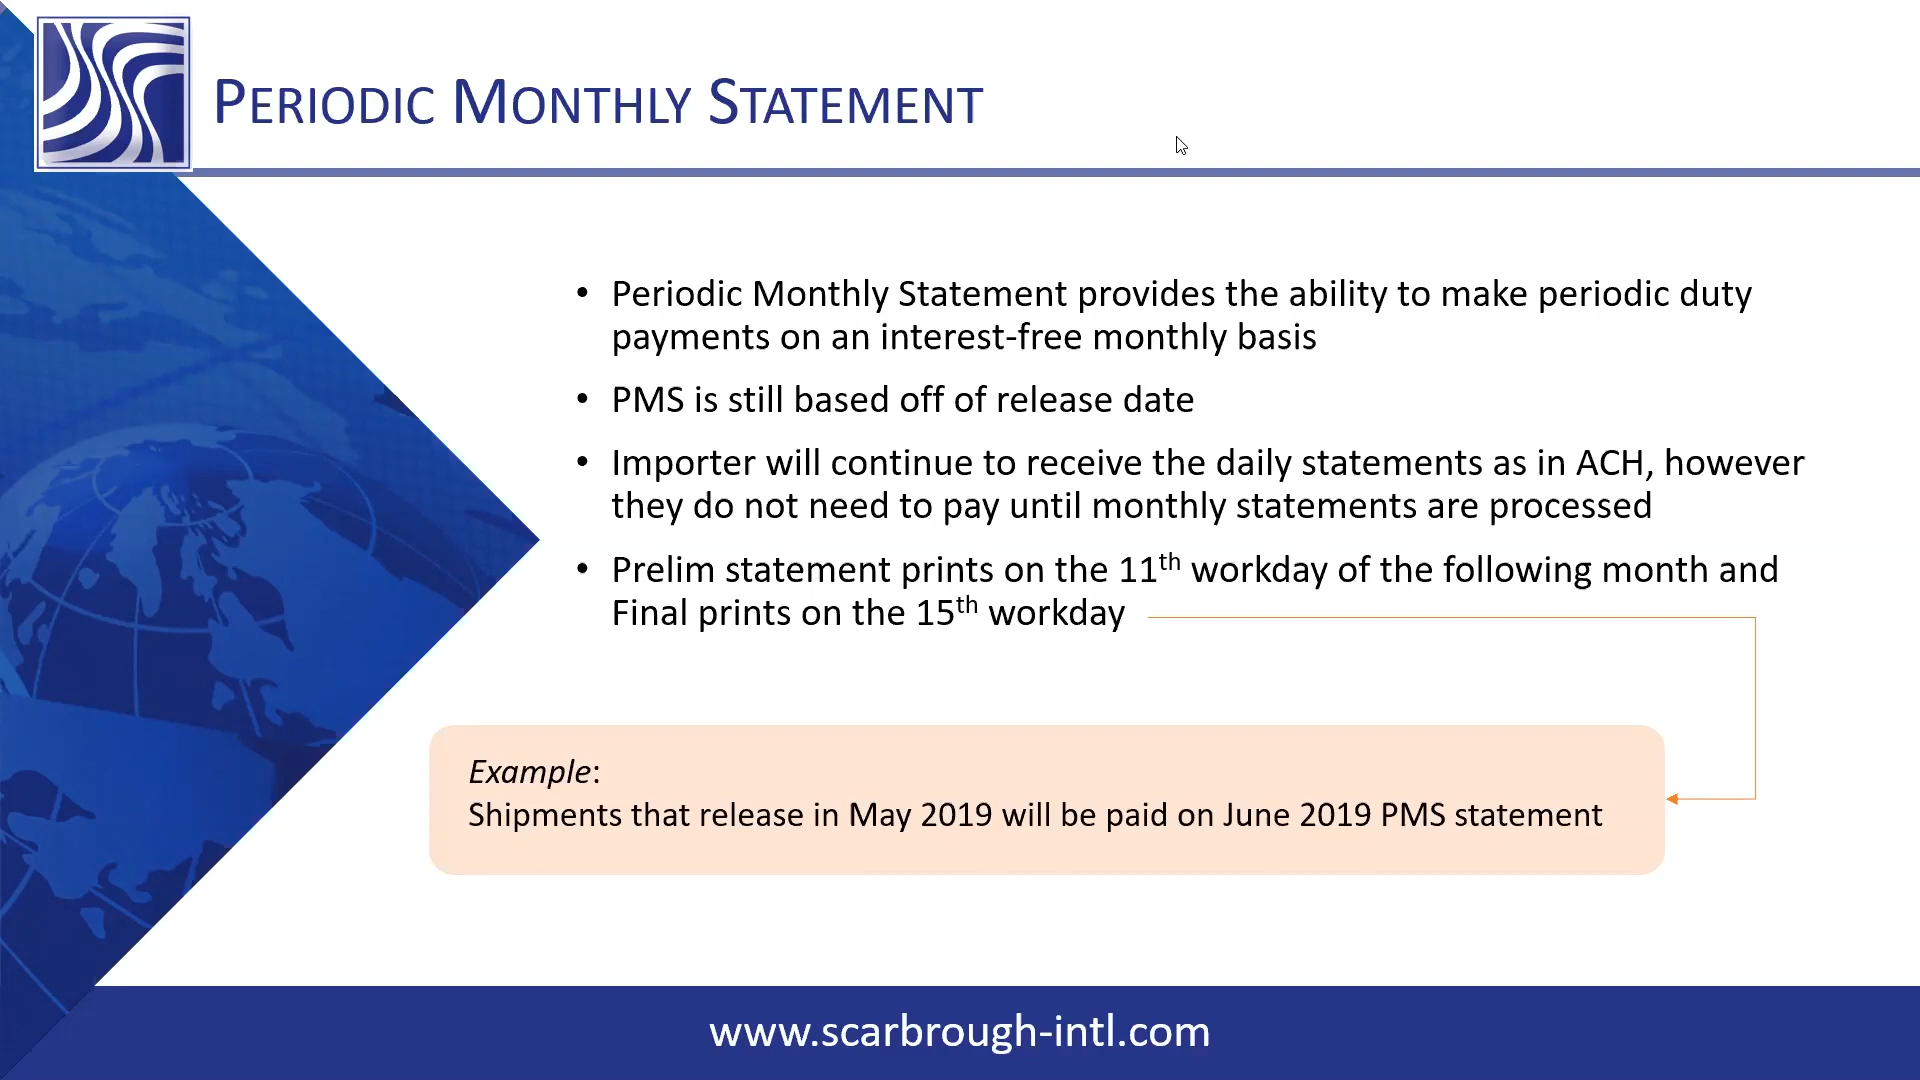 PERIODIC MONTHLY STATEMENT
• Periodic Monthly Statement provides the ability to make periodic duty
payments on an interest-free monthly basis
• PMS is still based off of release date
• Importer will continue to receive the daily statements as in ACH, however
they do not need to pay until monthly statements are processed
• Prelim statement prints on the 11th workday of the following month and
Final prints on the 15th workday
Example:
Shipments that release in May 2019 will be paid on June 2019 PMS statement
www.scarbrough-intl.com